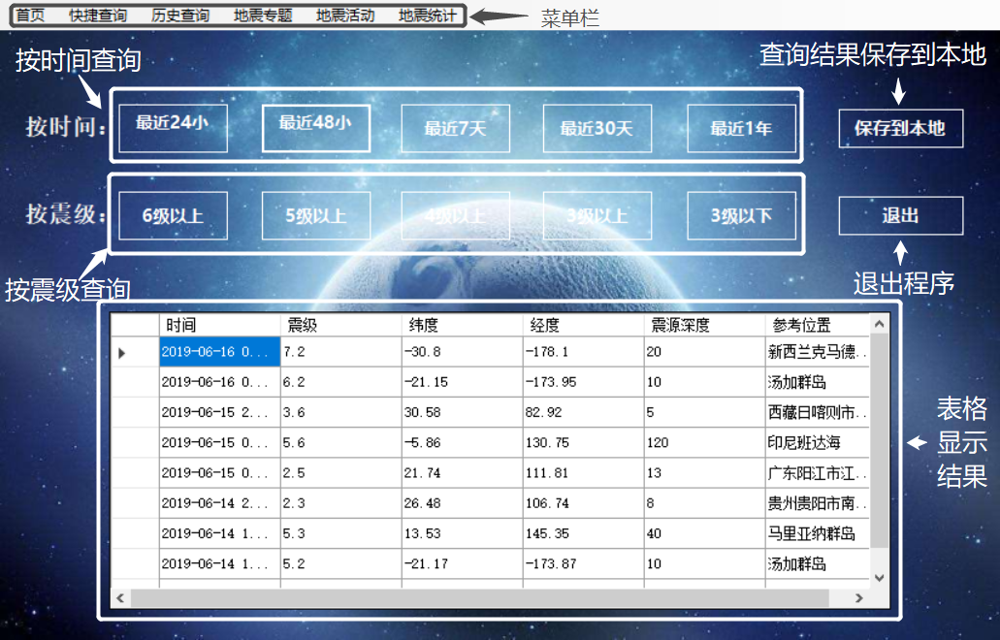 首页 快捷查询 历史查询 地震专题 地震活动 地震统计 菜单栏
按时间查询 查询结果保存到本地
按时间： 最近24小 最近48小 最近7天 最近30天 最近1年 保存到本地
按震级： 6级以上 5级以上 4级以上 3级以上 3级以下 退出
按震级查询 退出程序
时间 震级 纬度 经度 震源深度 参考位置
2019-06-16 0... 7.2 -30.8 -178.1 20 新西兰克马德..
2019-06-16 0... 6.2 -21.15 -173.95 10 汤加群岛
2019-06-15 2... 3.6 30.58 82.92 5 西藏日喀则市..
2019-06-15 0... 5.6 -5.86 130.75 120 印尼班达海
2019-06-15 0... 2.5 21.74 111.81 13 广东阳江市江..
2019-06-14 2... 2.3 26.48 106.74 8 贵州贵阳市南..
2019-06-14 1... 5.3 13.53 145.35 40 马里亚纳群岛
2019-06-14 1... 5.2 -21.17 -173.87 10 汤加群岛
表格
显示
结果